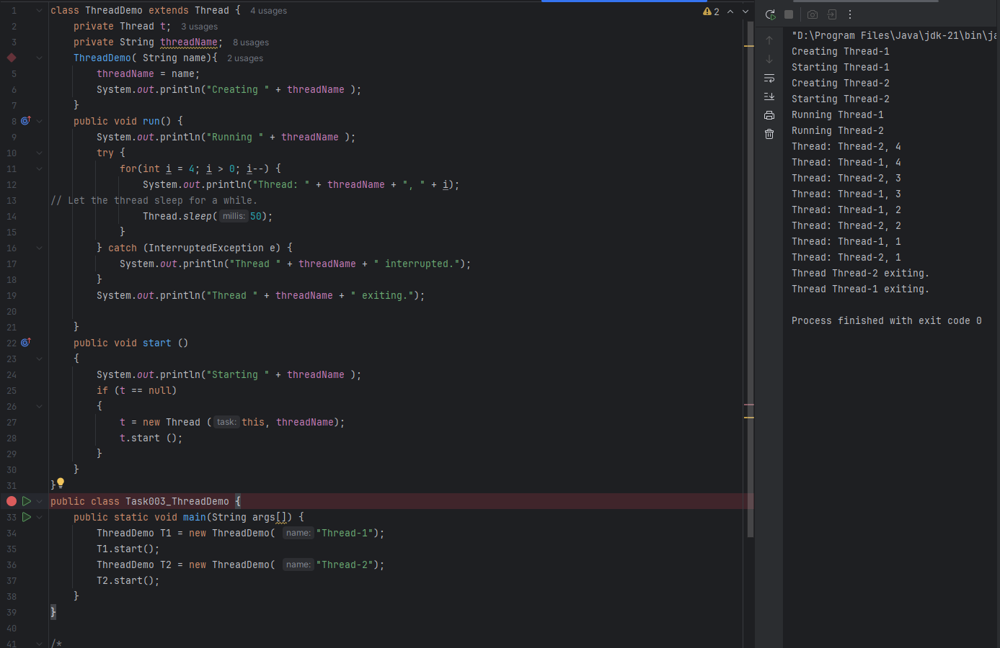 1 class ThreadDemo extends Thread { 4 usages
2 private Thread t; 3 usages
3 private String threadName; 8 usages
ThreadDemo( String name){ 2 usages
5 threadName = name;
6 System.out.println("Creating " + threadName );
7 }
8 public void run() {
9 System.out.println("Running " + threadName );
10 try {
11 for(int i = 4; i > 0; i--) {
12 System.out.println("Thread: " + threadName + ", " + i);
13 // Let the thread sleep for a while.
14 Thread.sleep( millis: 50);
15 }
16 } catch (InterruptedException e) {
17 System.out.println("Thread " + threadName + " interrupted.");
18 }
19 System.out.println("Thread " + threadName + " exiting.");
20
21 }
22 public void start ()
23 {
24 System.out.println("Starting " + threadName );
25 if (t == null)
26 {
27 t = new Thread ( task: this, threadName);
28 t.start ();
29 }
30 }
31 }
public class Task003_ThreadDemo {
33 public static void main(String args[]) {
34 ThreadDemo T1 = new ThreadDemo( name: "Thread-1");
35 T1.start();
36 ThreadDemo T2 = new ThreadDemo( name: "Thread-2");
37 T2.start();
38 }
39 }
40
41 /*
2
"D:\Program Files\Java\jdk-21\bin\ja
Creating Thread-1
Starting Thread-1
Creating Thread-2
Starting Thread-2
Running Thread-1
Running Thread-2
Thread: Thread-2, 4
Thread: Thread-1, 4
Thread: Thread-2, 3
Thread: Thread-1, 3
Thread: Thread-1, 2
Thread: Thread-2, 2
Thread: Thread-1, 1
Thread: Thread-2, 1
Thread Thread-2 exiting.
Thread Thread-1 exiting.
Process finished with exit code 0